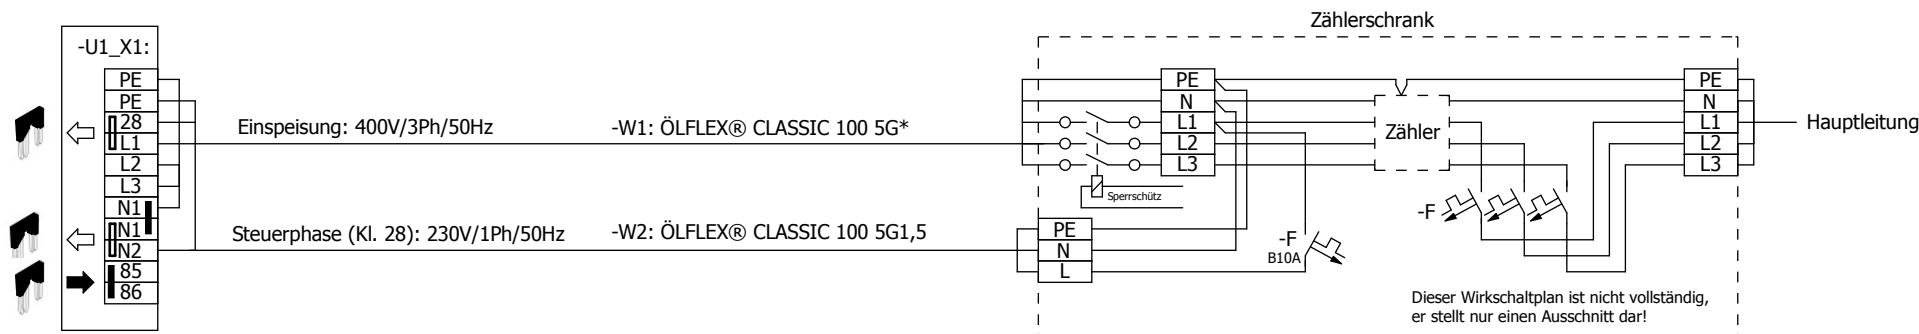 Zählerschrank
-U1_X1:
PE
PE
28
L1
L2
L3
N1
N1
N2
85
86
Einspeisung: 400V/3Ph/50Hz
-W1: ÖLFLEX® CLASSIC 100 5G*
Steuerphase (Kl. 28): 230V/1Ph/50Hz
-W2: ÖLFLEX® CLASSIC 100 5G1,5
PE
N
L1
L2
L3
Sperrschütz
PE
N
L
-F
B10A
Zähler
-F
PE
N
L1
L2
L3
Hauptleitung
Dieser Wirkschaltplan ist nicht vollständig,
er stellt nur einen Ausschnitt dar!